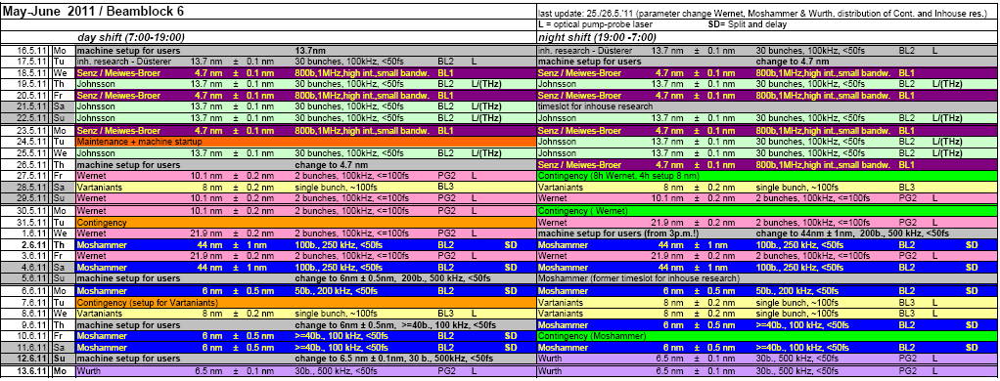 May-June 2011 / Beamblock 6
last update: 25./26.5.'11 (parameter change Wernet, Moshammer & Wurth, distribution of Cont. and Inhouse res.)
L = optical pump-probe laser SD= Split and delay
day shift (7:00-19:00) night shift (19:00 -7:00)
16.5.11 Mo machine setup for users 13.7nm inh. research - Düsterer 13.7 nm ± 0.1 nm 30 bunches, 100kHz, <50fs BL2 L
17.5.11 Tu inh. research - Düsterer 13.7 nm ± 0.1 nm 30 bunches, 100kHz, <50fs BL2 L machine setup for users change to 4.7 nm
18.5.11 We Senz / Meiwes-Broer 4.7 nm ± 0.1 nm 800b,1MHz,high int.,small bandw. BL1 Senz / Meiwes-Broer 4.7 nm ± 0.1 nm 800b,1MHz,high int.,small bandw. BL1
19.5.11 Th Johnsson 13.7 nm ± 0.1 nm 30 bunches, 100kHz, <50fs BL2 L/(THz) Johnsson 13.7 nm ± 0.1 nm 30 bunches, 100kHz, <50fs BL2 L/(THz)
20.5.11 Fr Senz / Meiwes-Broer 4.7 nm ± 0.1 nm 800b,1MHz,high int.,small bandw. BL1 Senz / Meiwes-Broer 4.7 nm ± 0.1 nm 800b,1MHz,high int.,small bandw. BL1
21.5.11 Sa Johnsson 13.7 nm ± 0.1 nm 30 bunches, 100kHz, <50fs BL2 L/(THz) timeslot for inhouse research
22.5.11 Su Johnsson 13.7 nm ± 0.1 nm 30 bunches, 100kHz, <50fs BL2 L/(THz) Johnsson 13.7 nm ± 0.1 nm 30 bunches, 100kHz, <50fs BL2 L/(THz)
23.5.11 Mo Senz / Meiwes-Broer 4.7 nm ± 0.1 nm 800b,1MHz,high int.,small bandw. BL1 Senz / Meiwes-Broer 4.7 nm ± 0.1 nm 800b,1MHz,high int.,small bandw. BL1
24.5.11 Tu Maintenance + machine startup Johnsson 13.7 nm ± 0.1 nm 30 bunches, 100kHz, <50fs BL2 L/(THz)
25.5.11 We Johnsson 13.7 nm ± 0.1 nm 30 bunches, 100kHz, <50fs BL2 L/(THz) Johnsson 13.7 nm ± 0.1 nm 30 bunches, 100kHz, <50fs BL2 L/(THz)
26.5.11 Th machine setup for users change to 4.7 nm Senz / Meiwes-Broer 4.7 nm ± 0.1 nm 800b,1MHz,high int.,small bandw. BL1
27.5.11 Fr Wernet 10.1 nm ± 0.2 nm 2 bunches, 100kHz, <=100fs PG2 L Contingency (8h Wernet, 4h setup 8 nm)
28.5.11 Sa Vartaniants 8 nm ± 0.2 nm single bunch, ~100fs BL3 Vartaniants 8 nm ± 0.2 nm single bunch, ~100fs BL3 L
29.5.11 Su Wernet 10.1 nm ± 0.2 nm 2 bunches, 100kHz, <=100fs PG2 L Wernet 10.1 nm ± 0.2 nm 2 bunches, 100kHz, <=100fs PG2 L
30.5.11 Mo Wernet 10.1 nm ± 0.2 nm 2 bunches, 100kHz, <=100fs PG2 L Contingency ( Wernet)
31.5.11 Tu Contingency Wernet 21.9 nm ± 0.2 nm 2 bunches, 100kHz, <=100fs PG2 L
1.6.11 We Wernet 21.9 nm ± 0.2 nm 2 bunches, 100kHz, <=100fs PG2 L machine setup for users (from 3p.m.!) change to 44nm ± 1nm, 200b., 500 kHz, <50fs
2.6.11 Th Moshammer 44 nm ± 1 nm 100b., 250 kHz, <50fs BL2 SD Moshammer 44 nm ± 1 nm 100b., 250 kHz, <50fs BL2 SD
3.6.11 Fr Wernet 21.9 nm ± 0.2 nm 2 bunches, 100kHz, <=100fs PG2 L Wernet 21.9 nm ± 0.2 nm 2 bunches, 100kHz, <=100fs PG2 L
4.6.11 Sa Moshammer 44 nm ± 1 nm 100b., 250 kHz, <50fs BL2 SD Moshammer 44 nm ± 1 nm 100b., 250 kHz, <50fs BL2 SD
5.6.11 Su machine setup for users change to 6nm ± 0.5nm, 200b., 500 kHz, <50fs Moshammer (former timeslot for inhouse research)
6.6.11 Mo Moshammer 6 nm ± 0.5 nm 50b., 200 kHz, <50fs BL2 SD Moshammer 6 nm ± 0.5 nm 50b., 200 kHz, <50fs BL2 SD
7.6.11 Tu Contingency (setup for Vartaniants) Vartaniants 8 nm ± 0.2 nm single bunch, ~100fs BL3 L
8.6.11 We Vartaniants 8 nm ± 0.2 nm single bunch, ~100fs BL3 L Vartaniants 8 nm ± 0.2 nm single bunch, ~100fs BL3 L
9.6.11 Th machine setup for users change to 6nm ± 0.5nm, >=40b., 100 kHz, <50fs Moshammer 6 nm ± 0.5 nm >=40b., 100 kHz, <50fs BL2 SD
10.6.11 Fr Moshammer 6 nm ± 0.5 nm >=40b., 100 kHz, <50fs BL2 SD Contingency (Moshammer)
11.6.11 Sa Moshammer 6 nm ± 0.5 nm >=40b., 100 kHz, <50fs BL2 SD Moshammer 6 nm ± 0.5 nm >=40b., 100 kHz, <50fs BL2 SD
12.6.11 Su machine setup for users change to 6.5 nm ± 0.1nm, 30 b., 500kHz, <50fs Wurth 6.5 nm ± 0.1 nm 30b., 500 kHz, <50fs PG2 L
13.6.11 Mo Wurth 6.5 nm ± 0.1 nm 30b., 500 kHz, <50fs PG2 L Wurth 6.5 nm ± 0.1 nm 30b., 500 kHz, <50fs PG2 L